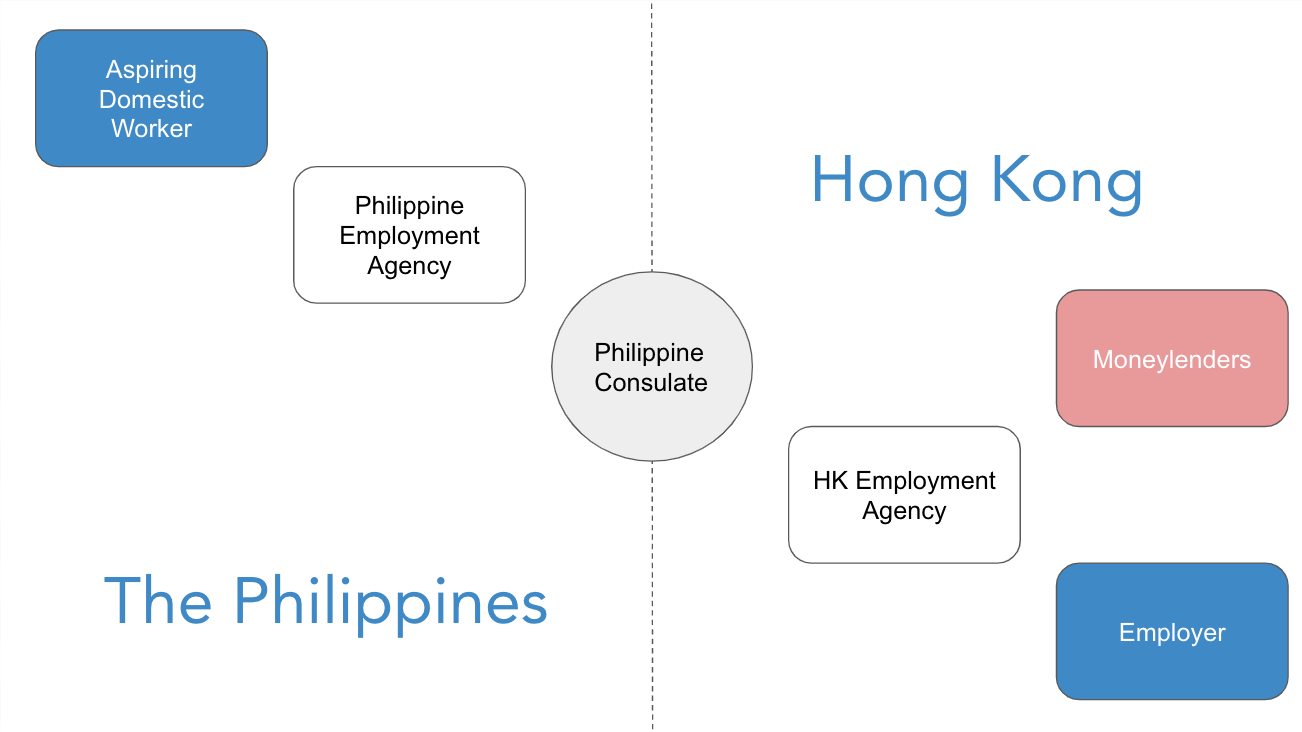 Aspiring
Domestic
Worker
Philippine
Employment
Agency
Hong Kong
Philippine
Consulate
Moneylenders
HK Employment
Agency
The Philippines
Employer